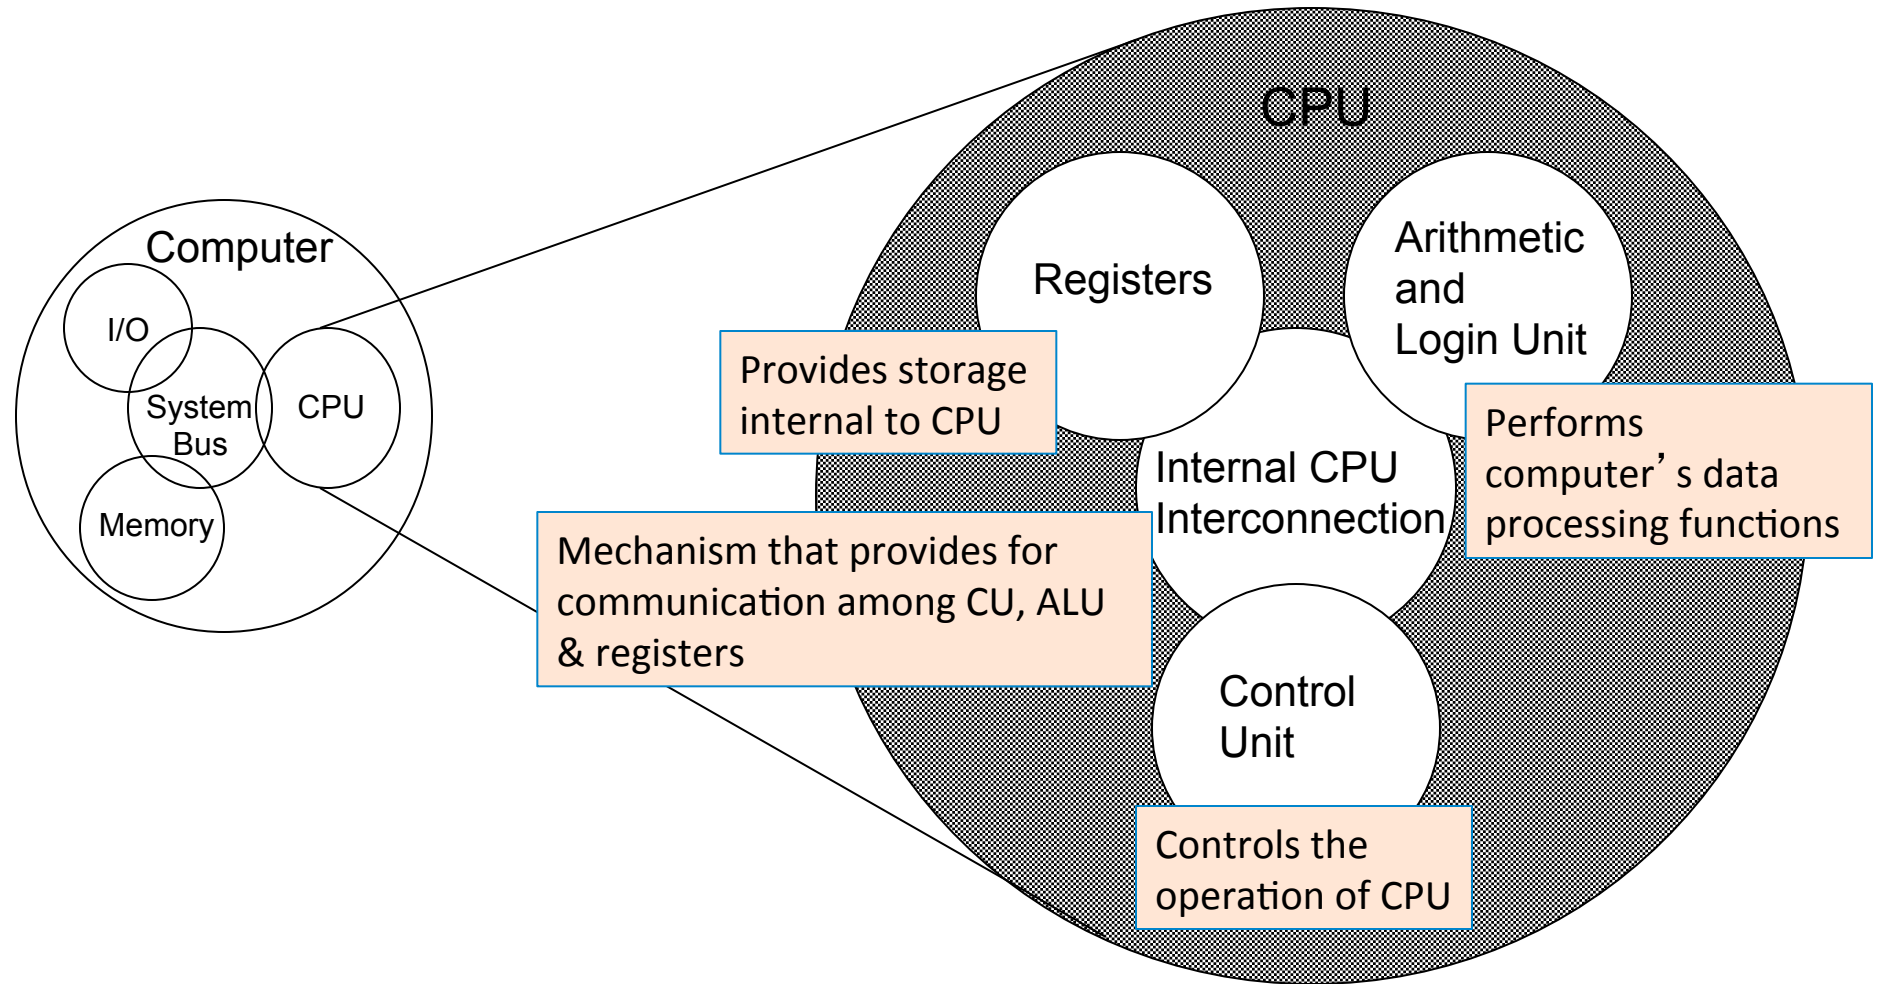 Computer
I/O
System
Bus
CPU
Memory
CPU
Registers
Provides storage
internal to CPU
Arithmetic
and
Login Unit
Performs
computer’s data
processing functions
Internal CPU
Interconnection
Mechanism that provides for
communication among CU, ALU
& registers
Control
Unit
Controls the
operation of CPU